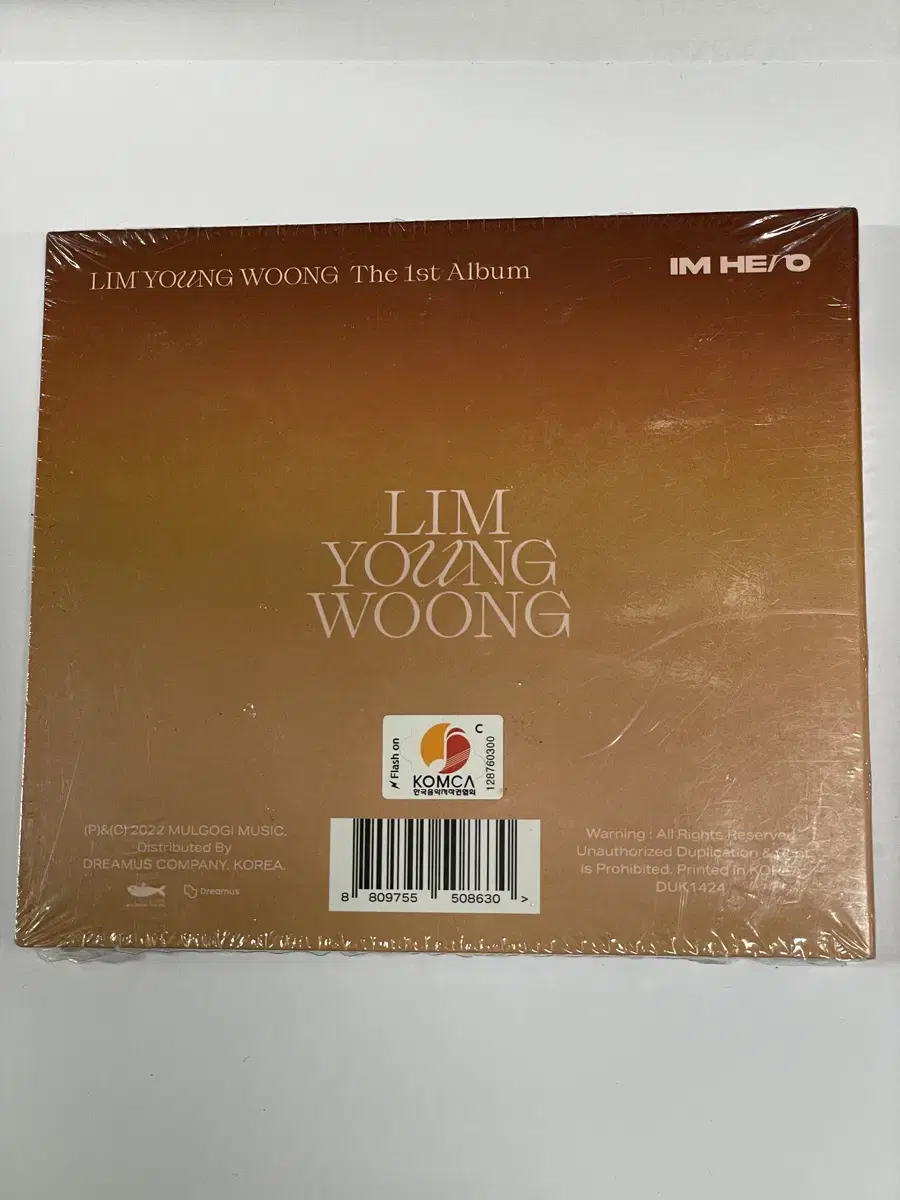 LIM YOUNG WOONG The 1st Album
IM HERO
LIM
YOUNG
WOONG
Flash on
C
KOMCA
한국음악저작권협회
128760300
(P)&(C) 2022 MULGOGI MUSIC.
Distributed By
DREAMUS COMPANY, KOREA.
Dreamus
8 809755 508630 >
Warning : All Rights Reserved
Unauthorized Duplication &
is Prohibited. Printed in
DUK1424